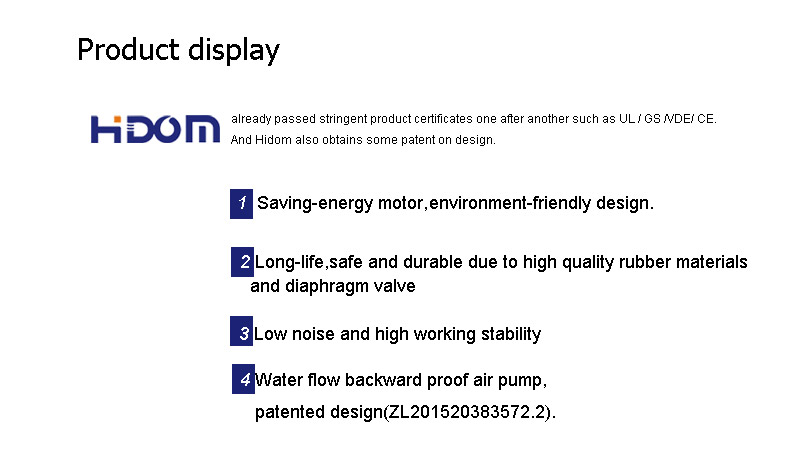 Product display
HiDOM already passed stringent product certificates one after another such as UL / GS /VDE/ CE.
And Hidom also obtains some patent on design.
1 Saving-energy motor,environment-friendly design.
2 Long-life,safe and durable due to high quality rubber materials
and diaphragm valve
3 Low noise and high working stability
4 Water flow backward proof air pump,
patented design(ZL201520383572.2).